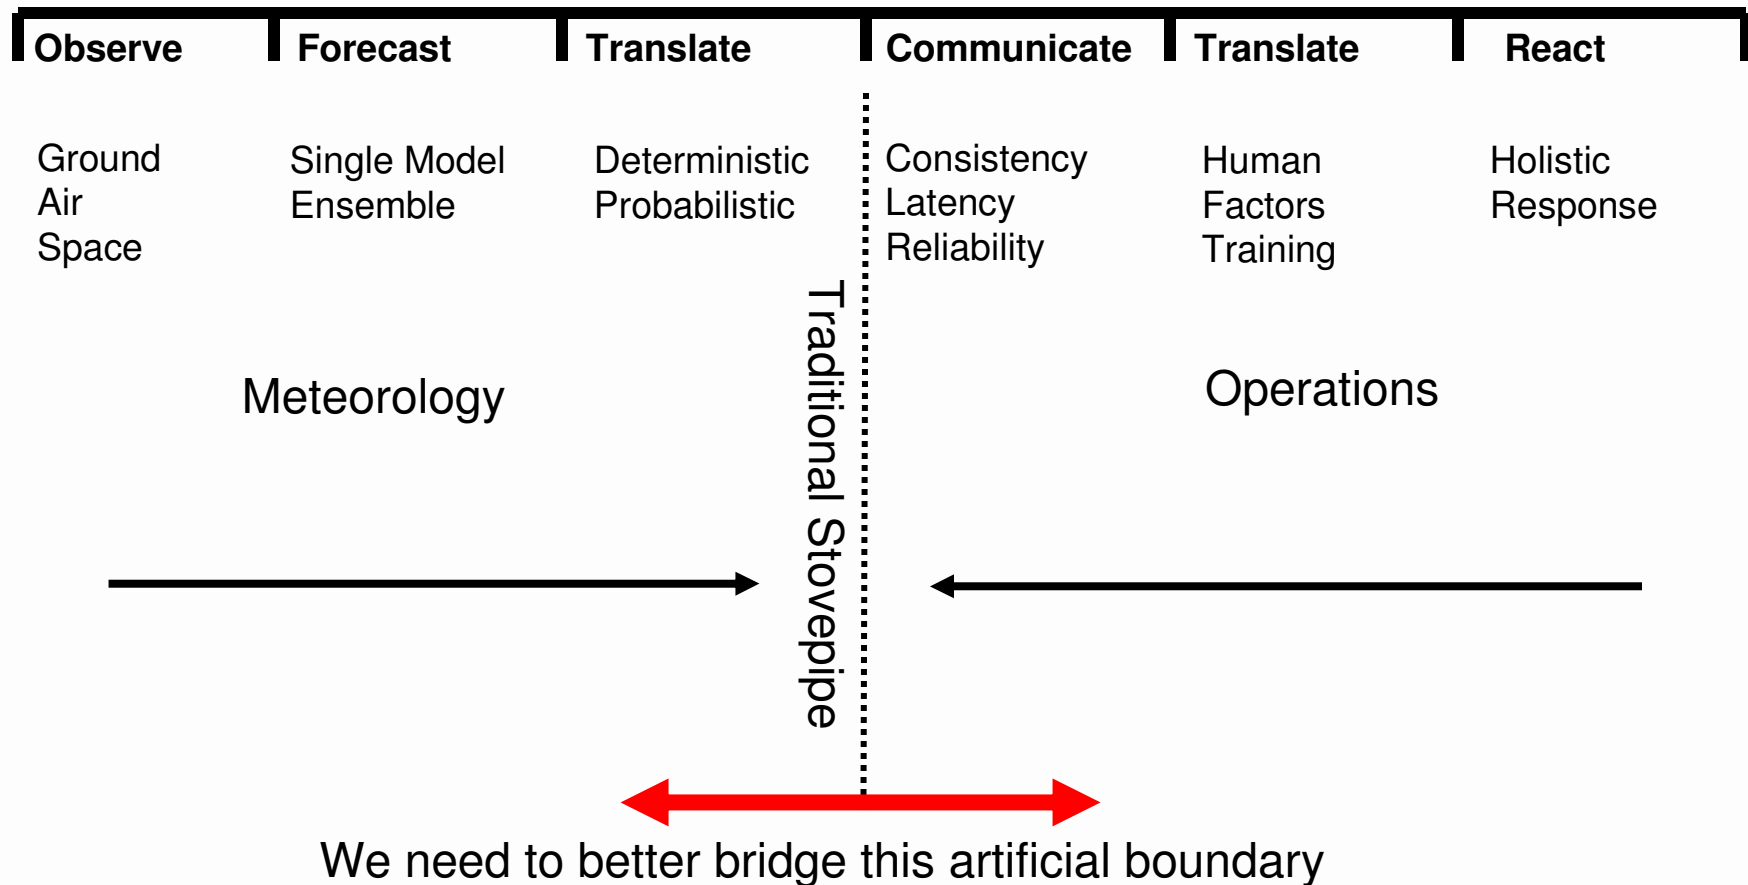 Observe
Forecast
Translate
Communicate
Translate
React
Ground
Air
Space
Single Model
Ensemble
Deterministic
Probabilistic
Consistency
Latency
Reliability
Human
Factors
Training
Holistic
Response
Meteorology
Traditional Stovepipe
Operations
We need to better bridge this artificial boundary